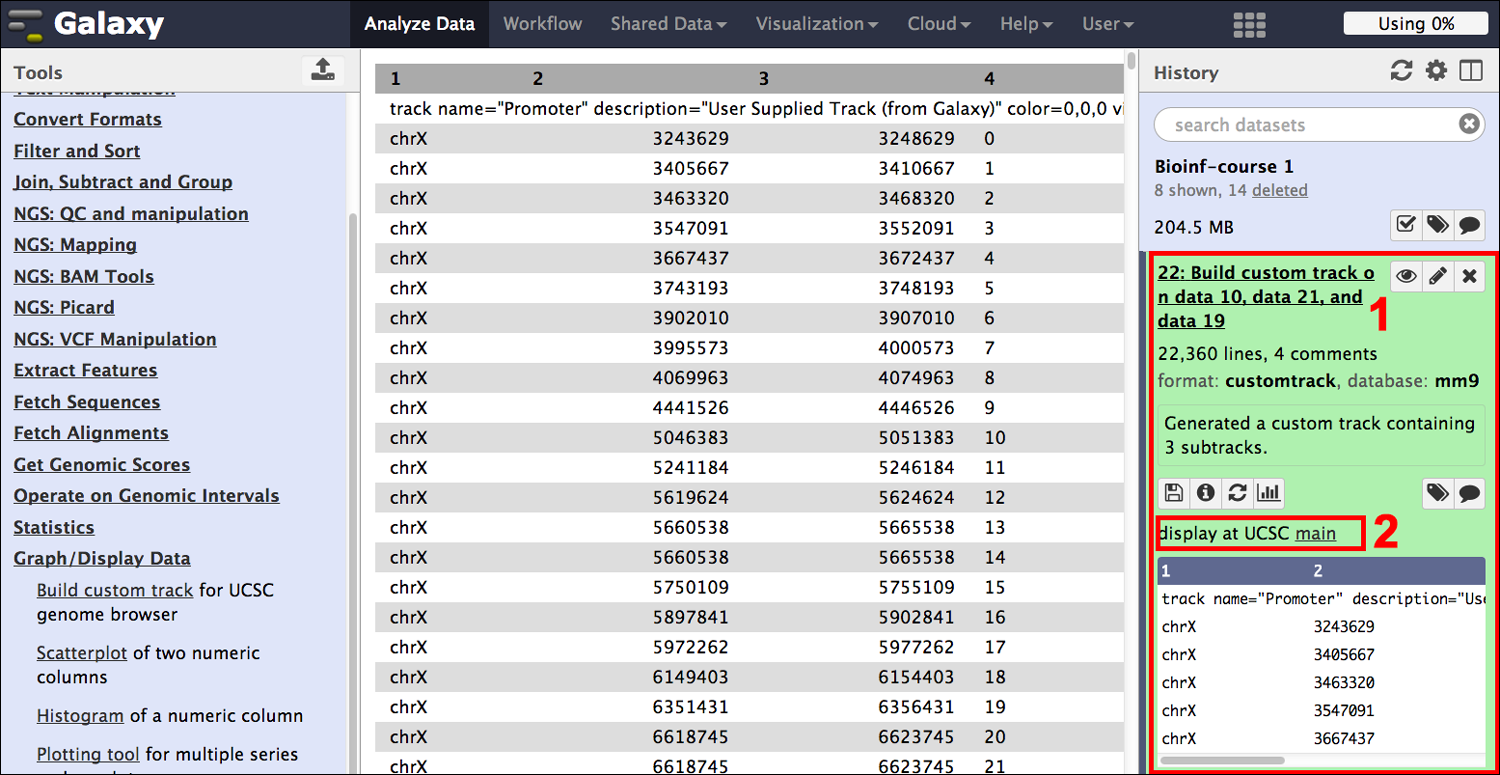 Galaxy
Analyze Data Workflow Shared Data Visualization Cloud Help User Using 0%
Tools
Text Manipulation
Convert Formats
Filter and Sort
Join, Subtract and Group
NGS: QC and manipulation
NGS: Mapping
NGS: BAM Tools
NGS: Picard
NGS: VCF Manipulation
Extract Features
Fetch Sequences
Fetch Alignments
Get Genomic Scores
Operate on Genomic Intervals
Statistics
Graph/Display Data
Build custom track for UCSC
genome browser
Scatterplot of two numeric
columns
Histogram of a numeric column
Plotting tool for multiple series
1 2 3 4
track name="Promoter" description="User Supplied Track (from Galaxy)" color=0,0,0 vi
chrX 3243629 3248629 0
chrX 3405667 3410667 1
chrX 3463320 3468320 2
chrX 3547091 3552091 3
chrX 3667437 3672437 4
chrX 3743193 3748193 5
chrX 3902010 3907010 6
chrX 3995573 4000573 7
chrX 4069963 4074963 8
chrX 4441526 4446526 9
chrX 5046383 5051383 10
chrX 5241184 5246184 11
chrX 5619624 5624624 12
chrX 5660538 5665538 13
chrX 5660538 5665538 14
chrX 5750109 5755109 15
chrX 5897841 5902841 16
chrX 5972262 5977262 17
chrX 6149403 6154403 18
chrX 6351431 6356431 19
chrX 6618745 6623745 20
chrX 6618745 6623745 21
History
search datasets
Bioinf-course 1
8 shown, 14 deleted
204.5 MB
22: Build custom track o
n data 10, data 21, and
data 19
1
22,360 lines, 4 comments
format: customtrack, database: mm9
Generated a custom track containing
3 subtracks.
display at UCSC main
2
1 2
track name="Promoter" description="Use
chrX 3243629
chrX 3405667
chrX 3463320
chrX 3547091
chrX 3667437